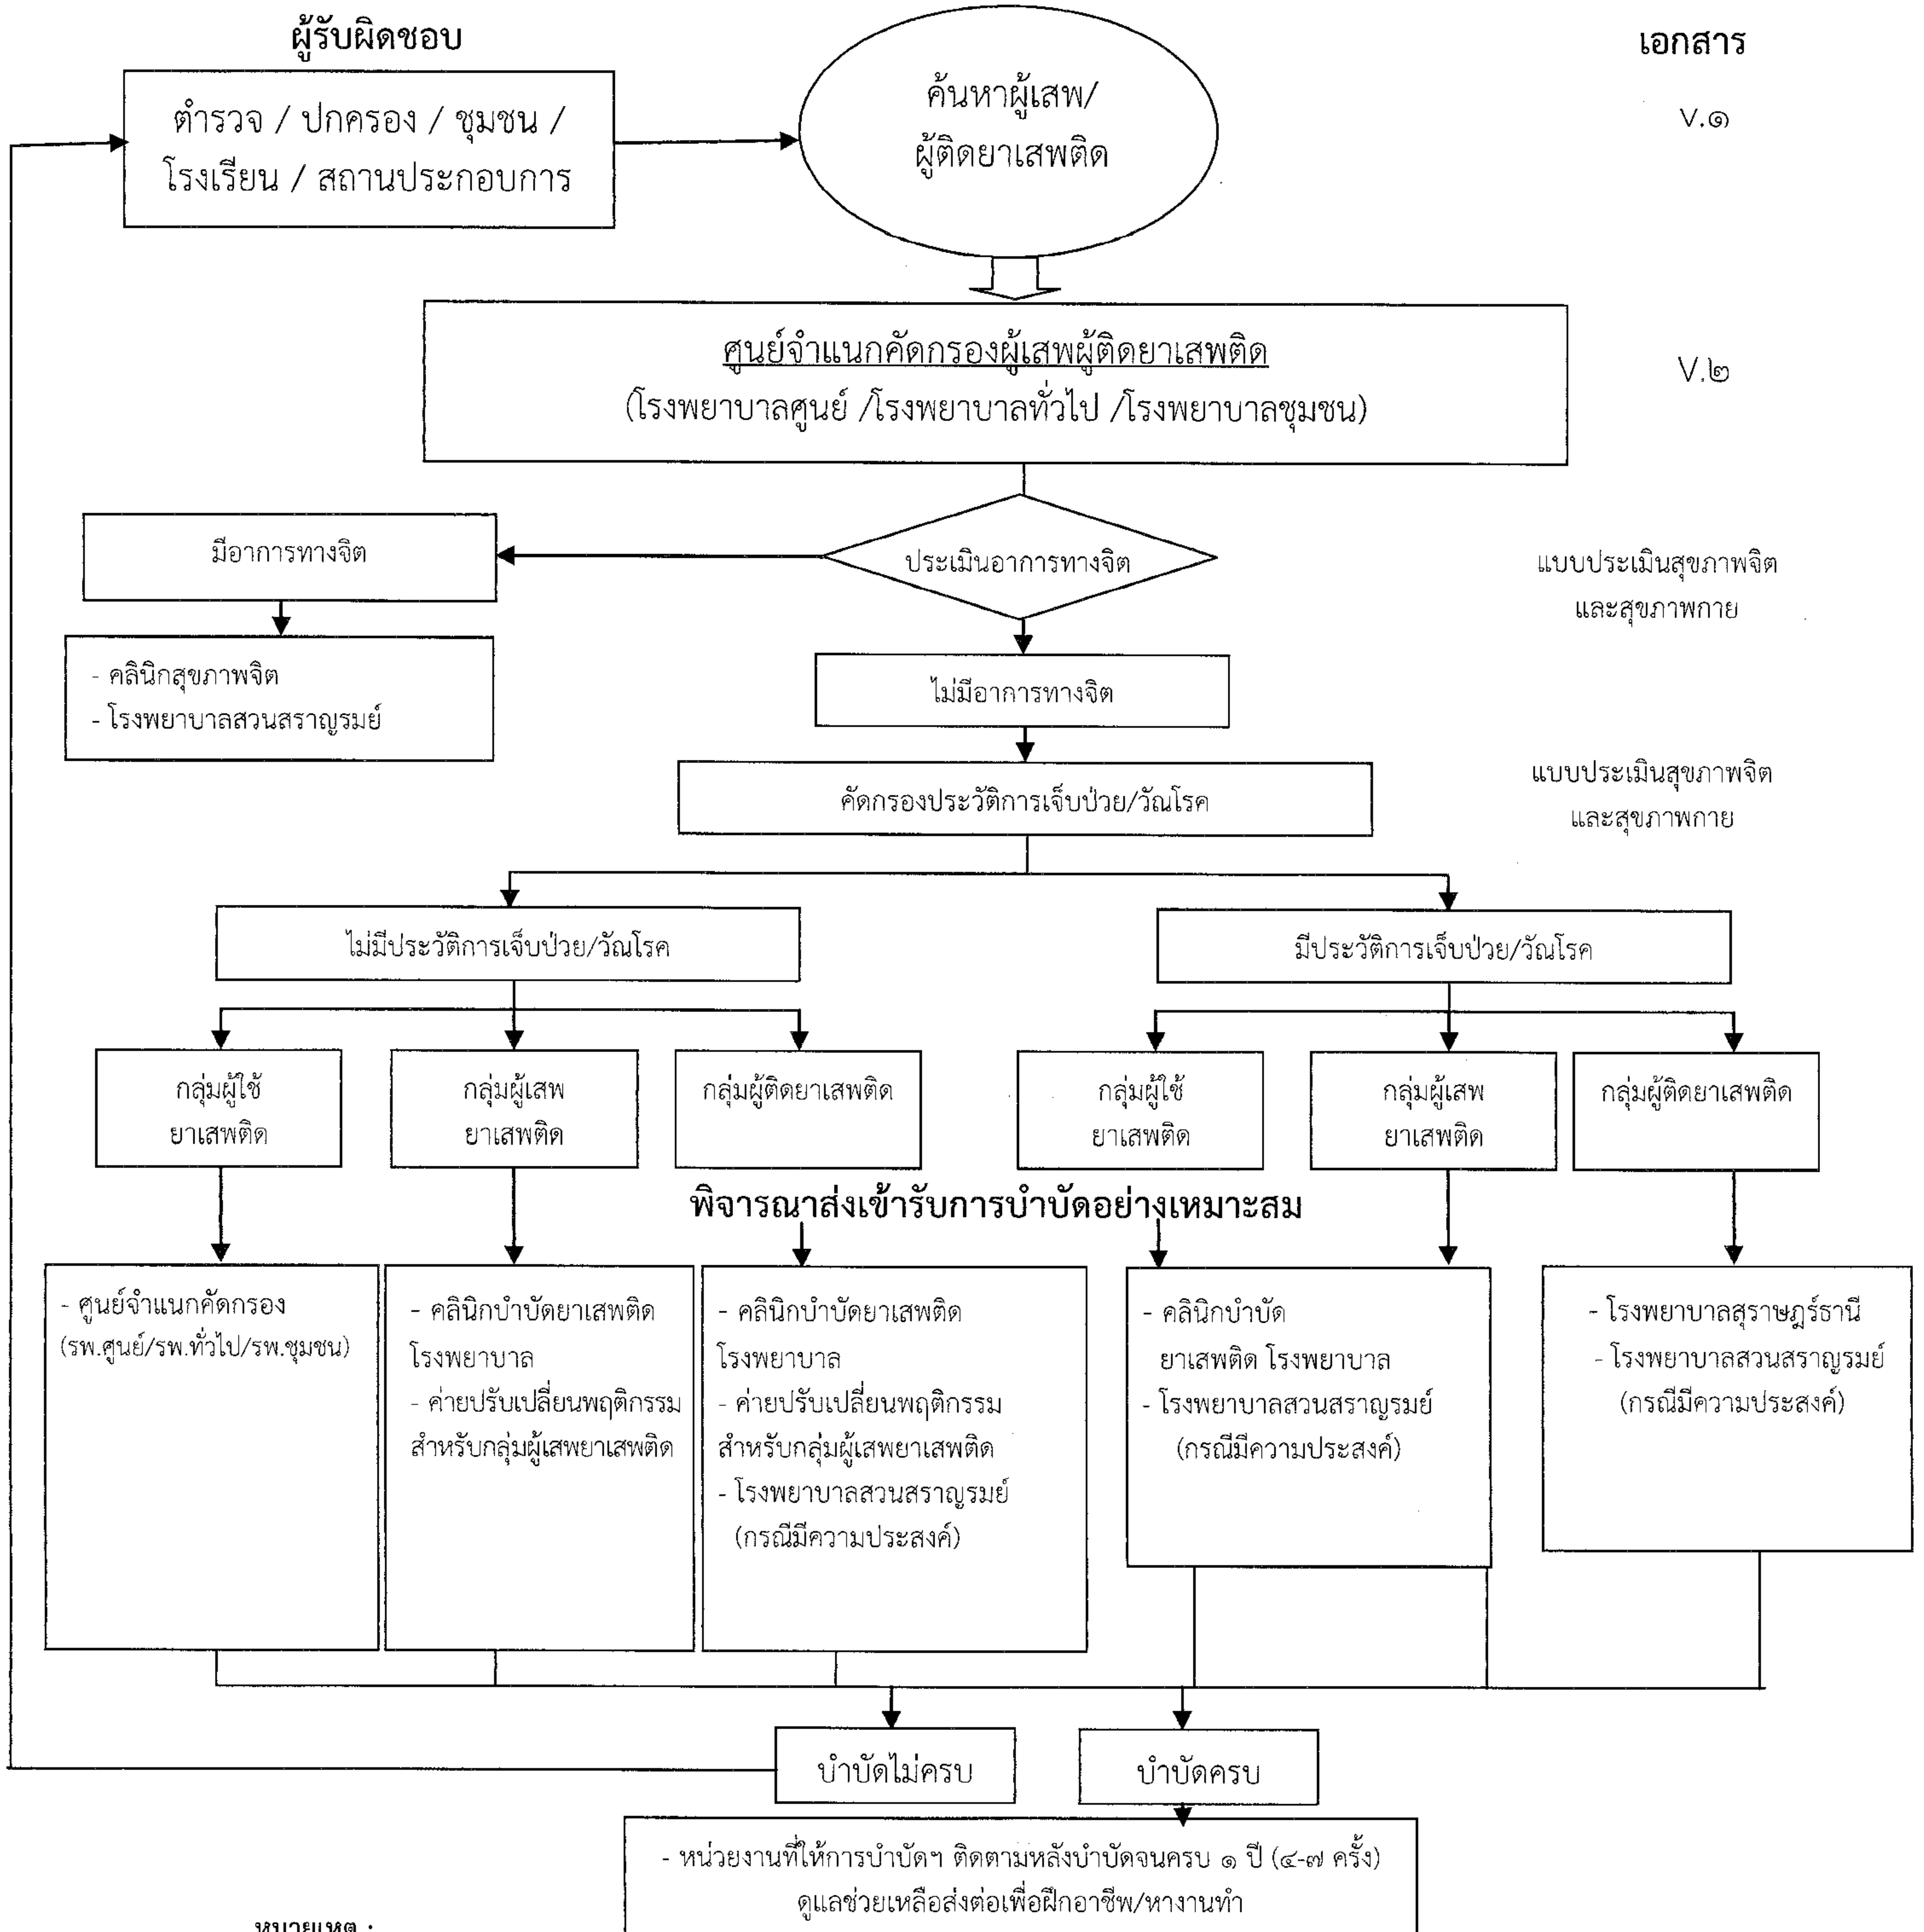 ผู้รับผิดชอบ
เอกสาร
ตำรวจ / ปกครอง / ชุมชน /
โรงเรียน / สถานประกอบการ
ค้นหาผู้เสพ/
ผู้ติดยาเสพติด
V.๑
ศูนย์จำแนกคัดกรองผู้เสพผู้ติดยาเสพติด
(โรงพยาบาลศูนย์ /โรงพยาบาลทั่วไป /โรงพยาบาลชุมชน)
V.๒
มีอาการทางจิต
ประเมินอาการทางจิต
แบบประเมินสุขภาพจิต
และสุขภาพกาย
- คลินิกสุขภาพจิต
- โรงพยาบาลสวนสราญรมย์
ไม่มีอาการทางจิต
คัดกรองประวัติการเจ็บป่วย/วัณโรค
แบบประเมินสุขภาพจิต
และสุขภาพกาย
ไม่มีประวัติการเจ็บป่วย/วัณโรค
มีประวัติการเจ็บป่วย/วัณโรค
กลุ่มผู้ใช้
ยาเสพติด
กลุ่มผู้เสพ
ยาเสพติด
กลุ่มผู้ติดยาเสพติด
กลุ่มผู้ใช้
ยาเสพติด
กลุ่มผู้เสพ
ยาเสพติด
กลุ่มผู้ติดยาเสพติด
พิจารณาส่งเข้ารับการบำบัดอย่างเหมาะสม
- ศูนย์จำแนกคัดกรอง
(รพ.ศูนย์/รพ.ทั่วไป/รพ.ชุมชน)
- คลินิกบำบัดยาเสพติด
โรงพยาบาล
- ค่ายปรับเปลี่ยนพฤติกรรม
สำหรับกลุ่มผู้เสพยาเสพติด
- คลินิกบำบัดยาเสพติด
โรงพยาบาล
- ค่ายปรับเปลี่ยนพฤติกรรม
สำหรับกลุ่มผู้เสพยาเสพติด
- โรงพยาบาลสวนสราญรมย์
(กรณีมีความประสงค์)
- คลินิกบำบัด
ยาเสพติด โรงพยาบาล
- โรงพยาบาลสวนสราญรมย์
(กรณีมีความประสงค์)
- โรงพยาบาลสุราษฎร์ธานี
- โรงพยาบาลสวนสราญรมย์
(กรณีมีความประสงค์)
บำบัดไม่ครบ
บำบัดครบ
- หน่วยงานที่ให้การบำบัดฯ ติดตามหลังบำบัดจนครบ ๑ ปี (๔-๗ ครั้ง)
ดูแลช่วยเหลือส่งต่อเพื่อฝึกอาชีพ/หางานทำ
หมายเหตุ :